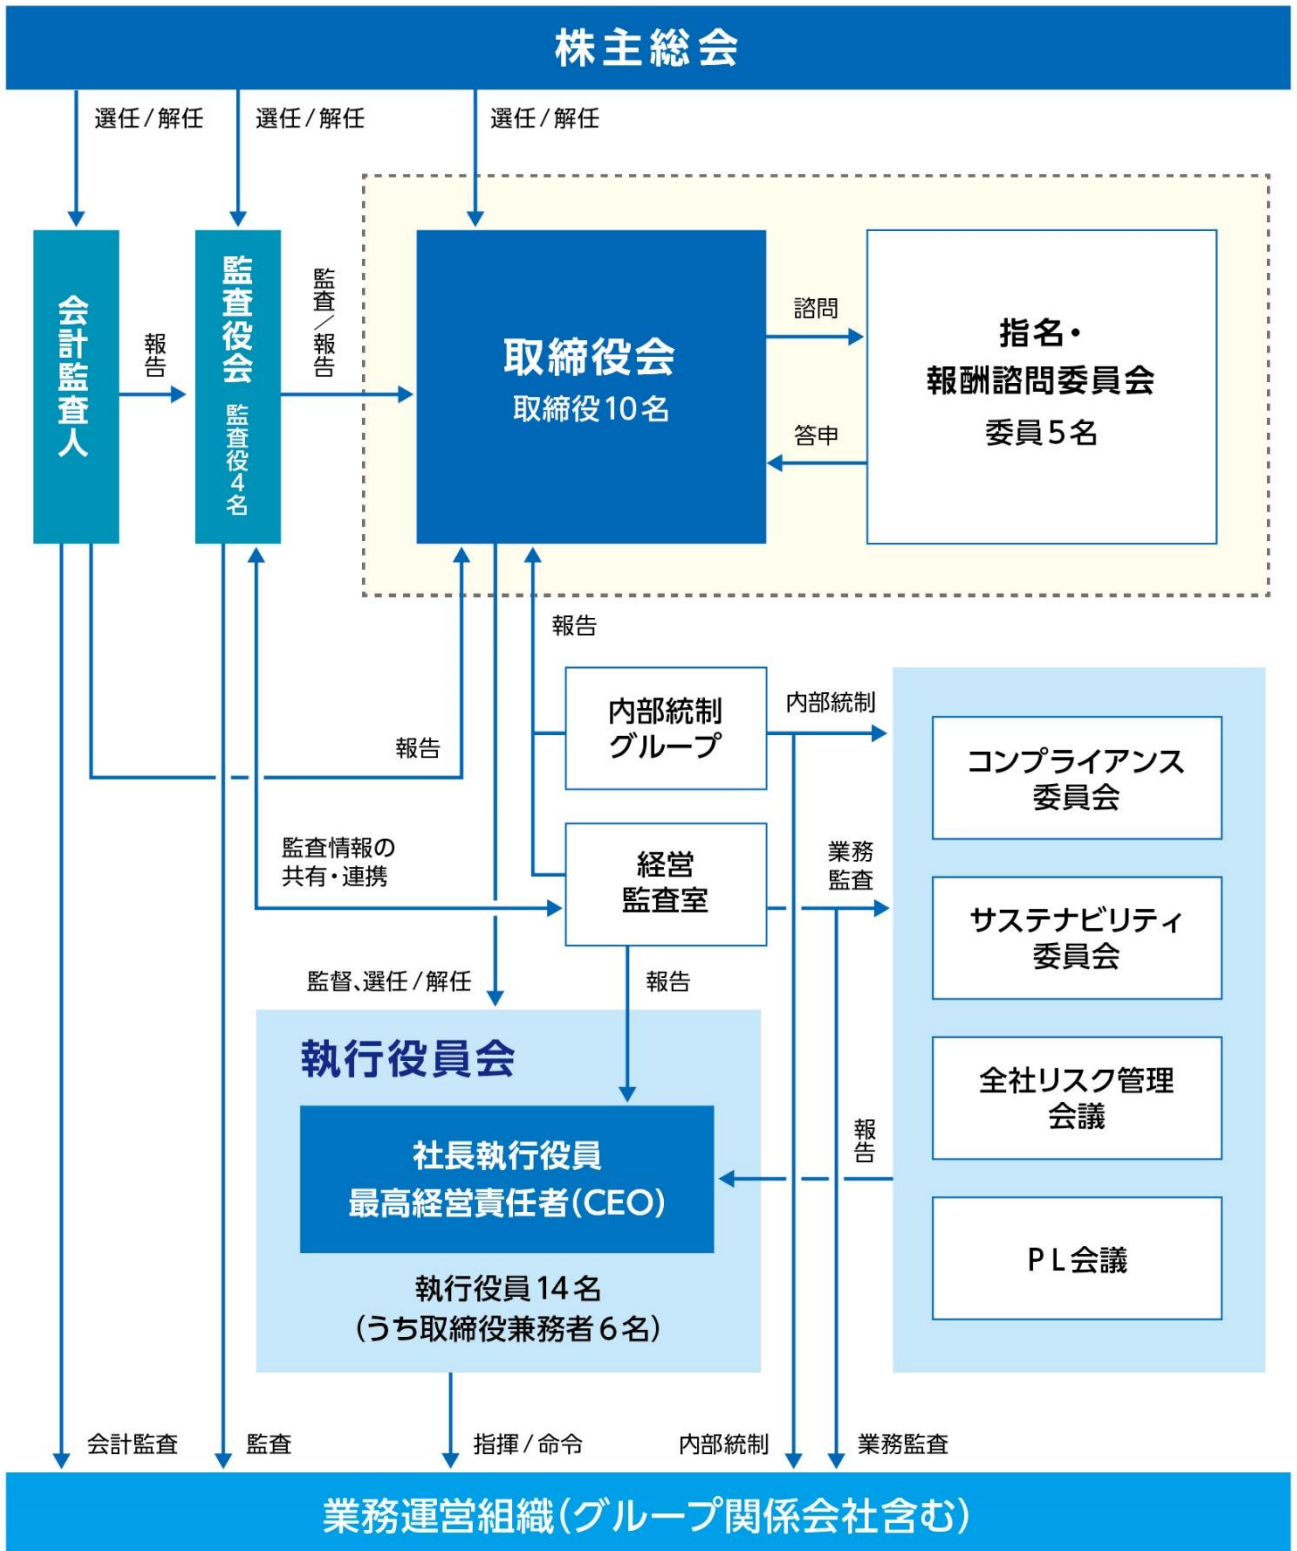 株主総会
選任/解任
選任/解任
選任/解任
会計監査人
報告
監査役会 監査役4名
監査/報告
取締役会
取締役10名
諮問
答申
指名・
報酬諮問委員会
委員5名
報告
報告
内部統制
グループ
内部統制
監査情報の
共有・連携
経営
監査室
業務
監査
コンプライアンス
委員会
サステナビリティ
委員会
全社リスク管理
会議
PL会議
監督、選任/解任
報告
執行役員会
社長執行役員
最高経営責任者(CEO)
執行役員14名
(うち取締役兼務者6名)
報告
会計監査
監査
指揮/命令
内部統制
業務監査
業務運営組織(グループ関係会社含む)